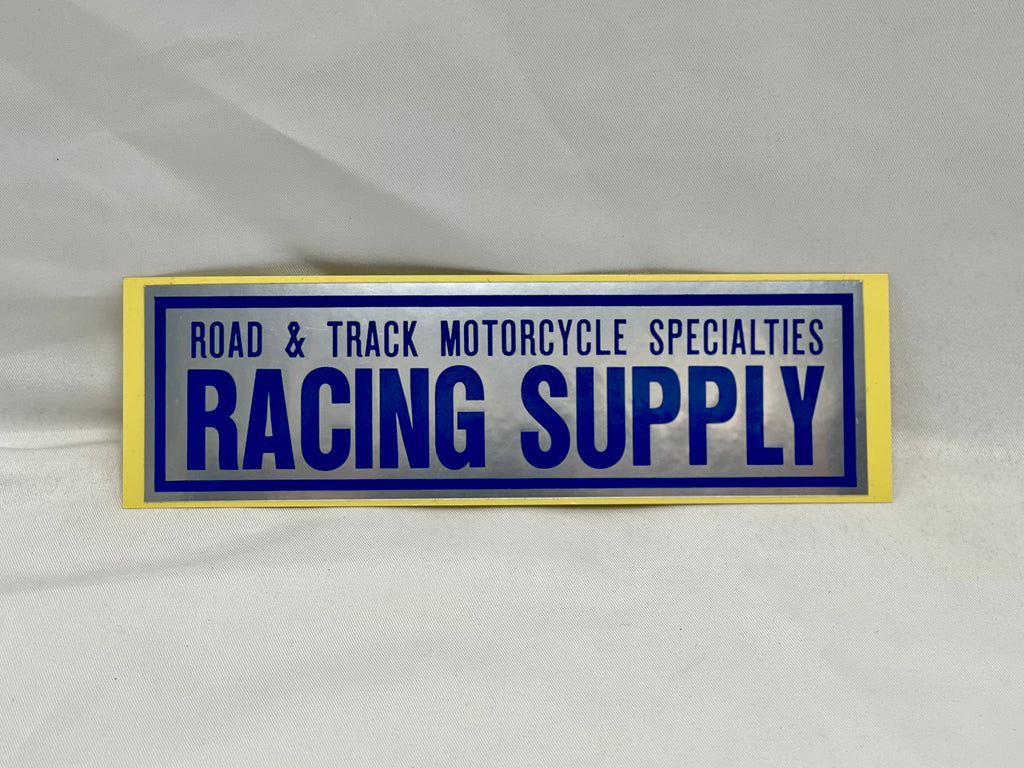 ROAD & TRACK MOTORCYCLE SPECIALTIES
RACING SUPPLY